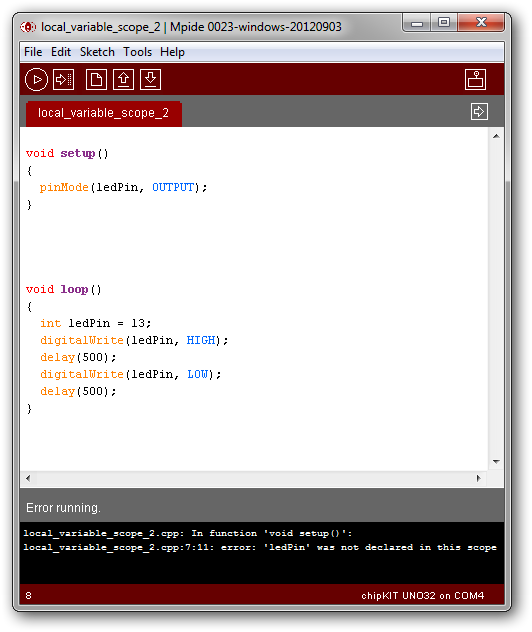 local_variable_scope_2 | Mpide 0023-windows-20120903
File Edit Sketch Tools Help
local_variable_scope_2
void setup()
{
pinMode(ledPin, OUTPUT);
}
void loop()
{
int ledPin = 13;
digitalWrite(ledPin, HIGH);
delay(500);
digitalWrite(ledPin, LOW);
delay(500);
}
Error running.
local_variable_scope_2.cpp: In function 'void setup()':
local_variable_scope_2.cpp:7:11: error: 'ledPin' was not declared in this scope
8 chipKIT UNO32 on COM4